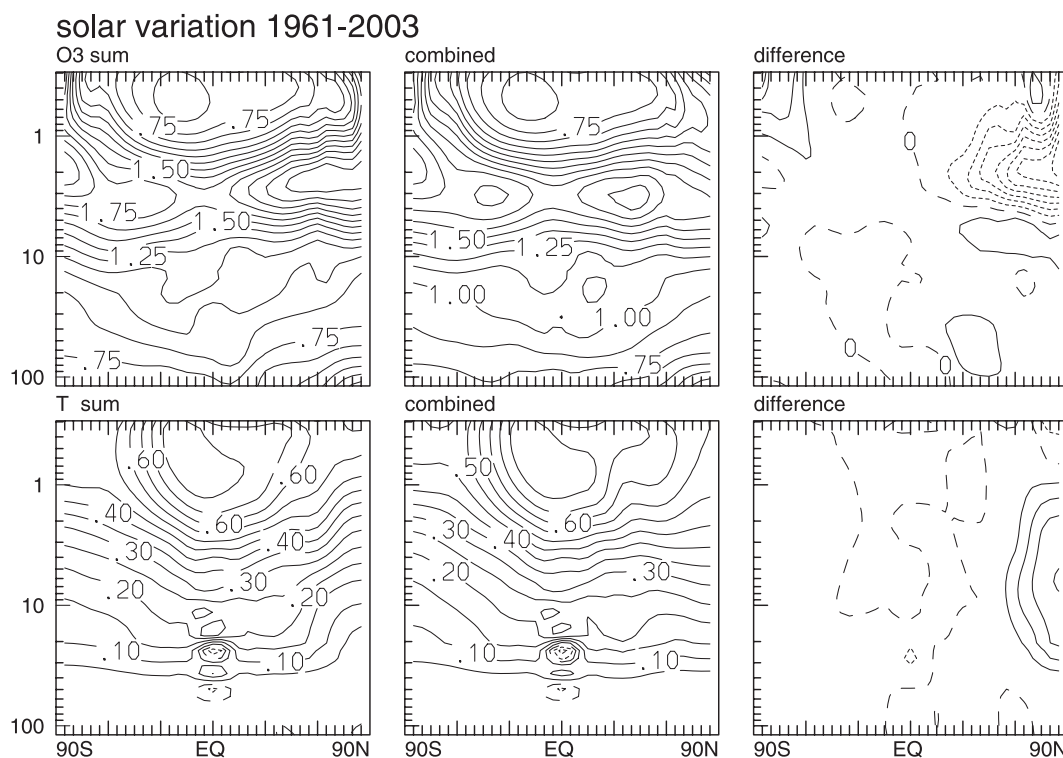 solar variation 1961-2003
O3 sum
combined
difference
1
10
100
.75
.75
1.50
1.75
1.50
1.25
.75
.75
.75
1.50
1.25
1.00
1.00
.75
0
0
0
T sum
combined
difference
1
10
100
.60
.60
.60
.40
.40
.30
.30
.20
.20
.10
.10
.50
.60
.30
.40
.20
.30
.10
.10
90S
EQ
90N
90S
EQ
90N
90S
EQ
90N